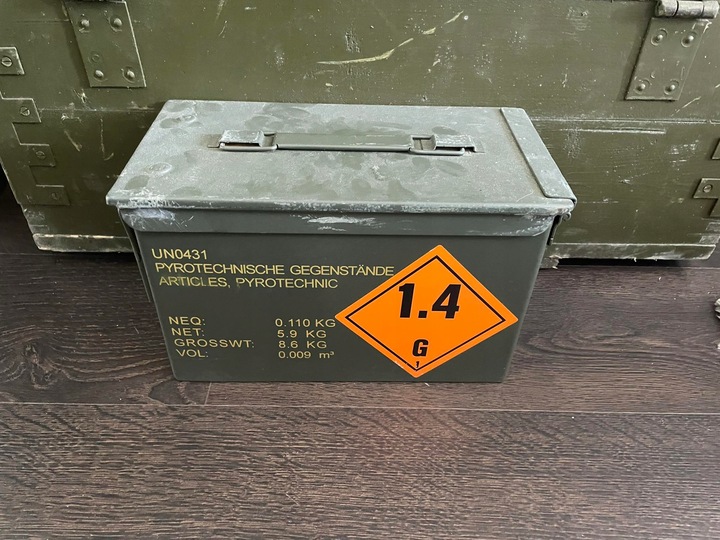 UN0431
PYROTECHNISCHE GEGENSTÄNDE
ARTICLES, PYROTECHNIC
NEQ: 0.110 KG
NET: 5.9 KG
GROSSWT: 8.6 KG
VOL: 0.009 m³
1.4
G
1